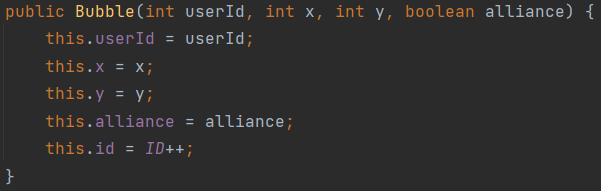 public Bubble(int userId, int x, int y, boolean alliance) {
    this.userId = userId;
    this.x = x;
    this.y = y;
    this.alliance = alliance;
    this.id = ID++;
}